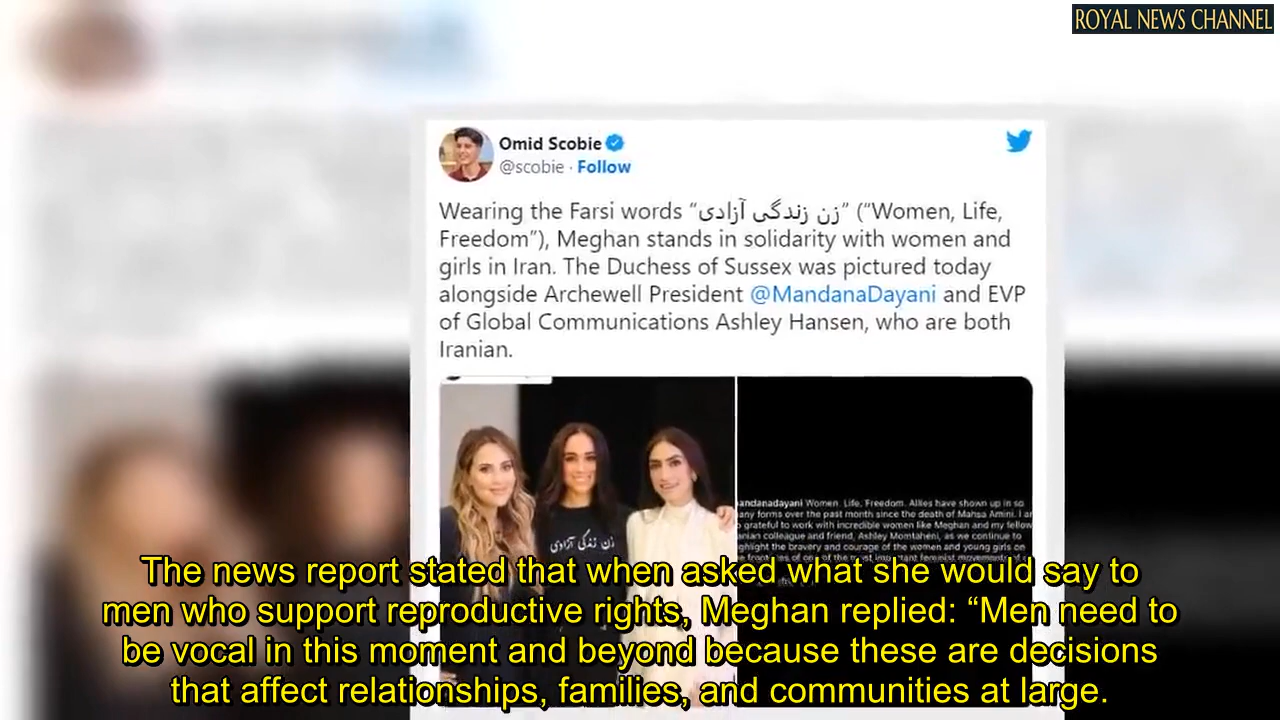 ROYAL NEWS CHANNEL
Omid Scobie
@scobie · Follow
Wearing the Farsi words “زن زندگی آزادی” (“Women, Life,
Freedom”), Meghan stands in solidarity with women and
girls in Iran. The Duchess of Sussex was pictured today
alongside Archewell President @MandanaDayani and EVP
of Global Communications Ashley Hansen, who are both
Iranian.
زن زندگی آزادی
andanadayani Women. Life. Freedom. Allies have shown up in so
any forms over the past month since the death of Mahsa Amini. I am
grateful to work with incredible women like Meghan and my fellow
anian colleague and friend, Ashley Momtaheni, as we continue to
ghlight the bravery and courage of the women and young girls on
The news report stated that when asked what she would say to
men who support reproductive rights, Meghan replied: “Men need to
be vocal in this moment and beyond because these are decisions
that affect relationships, families, and communities at large.